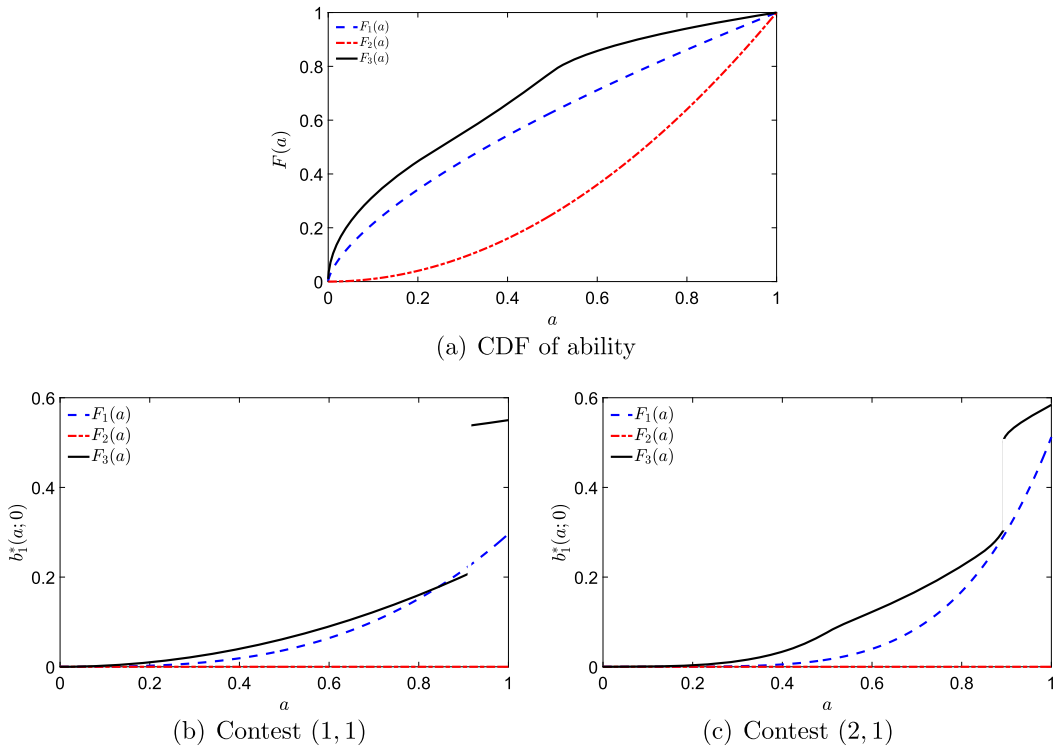 1
0.8
0.6
0.4
0.2
0
F(a)
F₁(a)
F₂(a)
F₃(a)
0 0.2 0.4 0.6 0.8 1
a
(a) CDF of ability
0.6
0.4
0.2
0
b₁*(a; 0)
F₁(a)
F₂(a)
F₃(a)
0 0.2 0.4 0.6 0.8 1
a
(b) Contest (1, 1)
0.6
0.4
0.2
0
b₁*(a; 0)
F₁(a)
F₂(a)
F₃(a)
0 0.2 0.4 0.6 0.8 1
a
(c) Contest (2, 1)